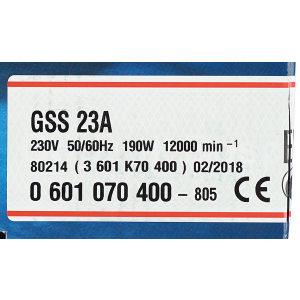 GSS 23A
230V 50/60Hz 190W 12000 min⁻¹
80214 ( 3 601 K70 400 ) 02/2018
0 601 070 400 - 805 CE